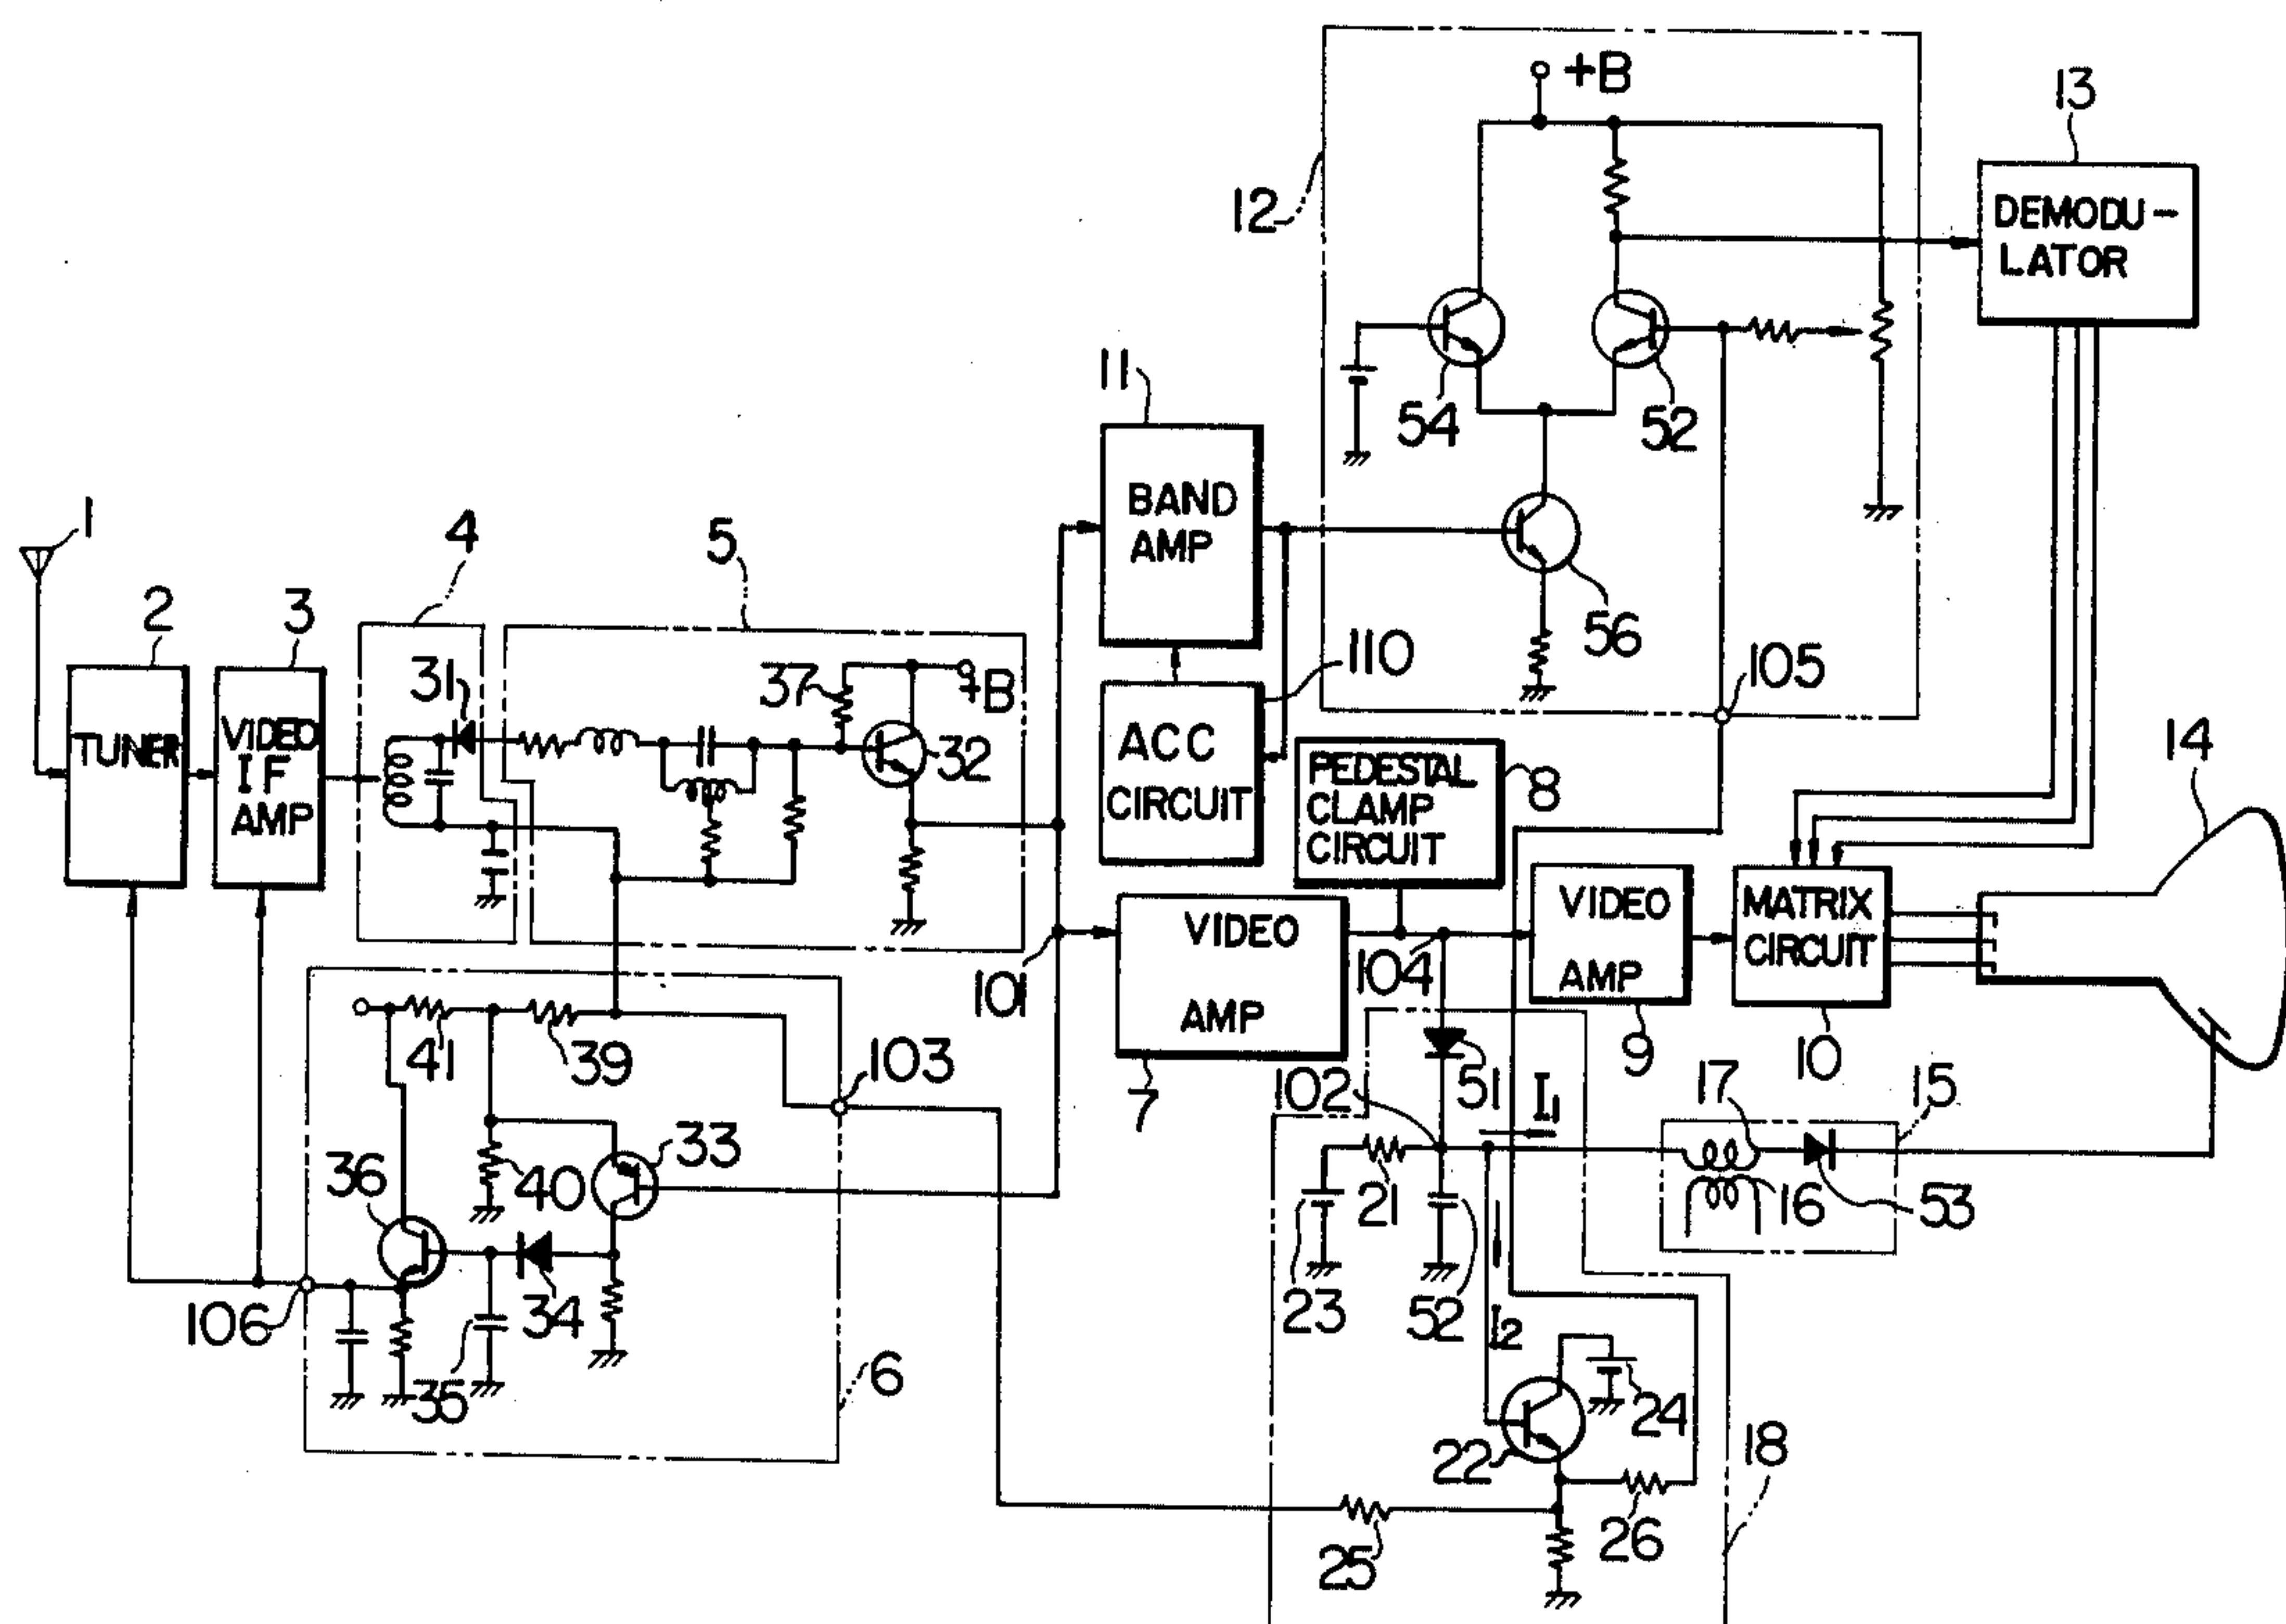 +B
13
12
DEMODU-
LATOR
54
52
11
BAND
AMP
56
1
2
3
4
5
31
37
+B
32
110
105
TUNER
VIDEO
IF
AMP
ACC
CIRCUIT
PEDESTAL
CLAMP
CIRCUIT
8
14
VIDEO
AMP
7
101
104
VIDEO
AMP
9
MATRIX
CIRCUIT
10
41
39
103
102
51
I1
17
15
33
36
40
21
16
53
23
52
I2
106
34
35
6
24
22
18
25
26